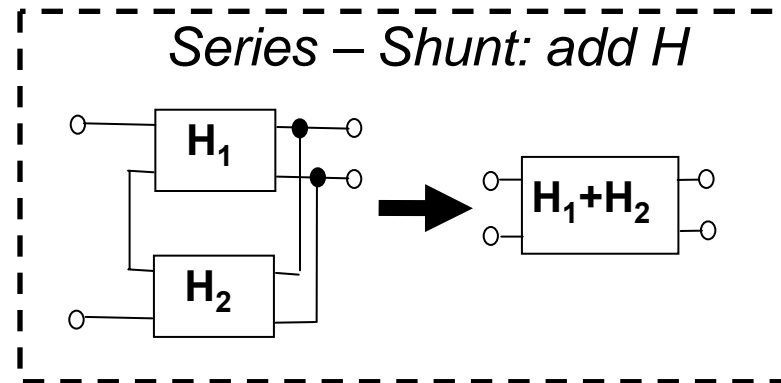 Series – Shunt: add H
H₁
H₁+H₂
H₂